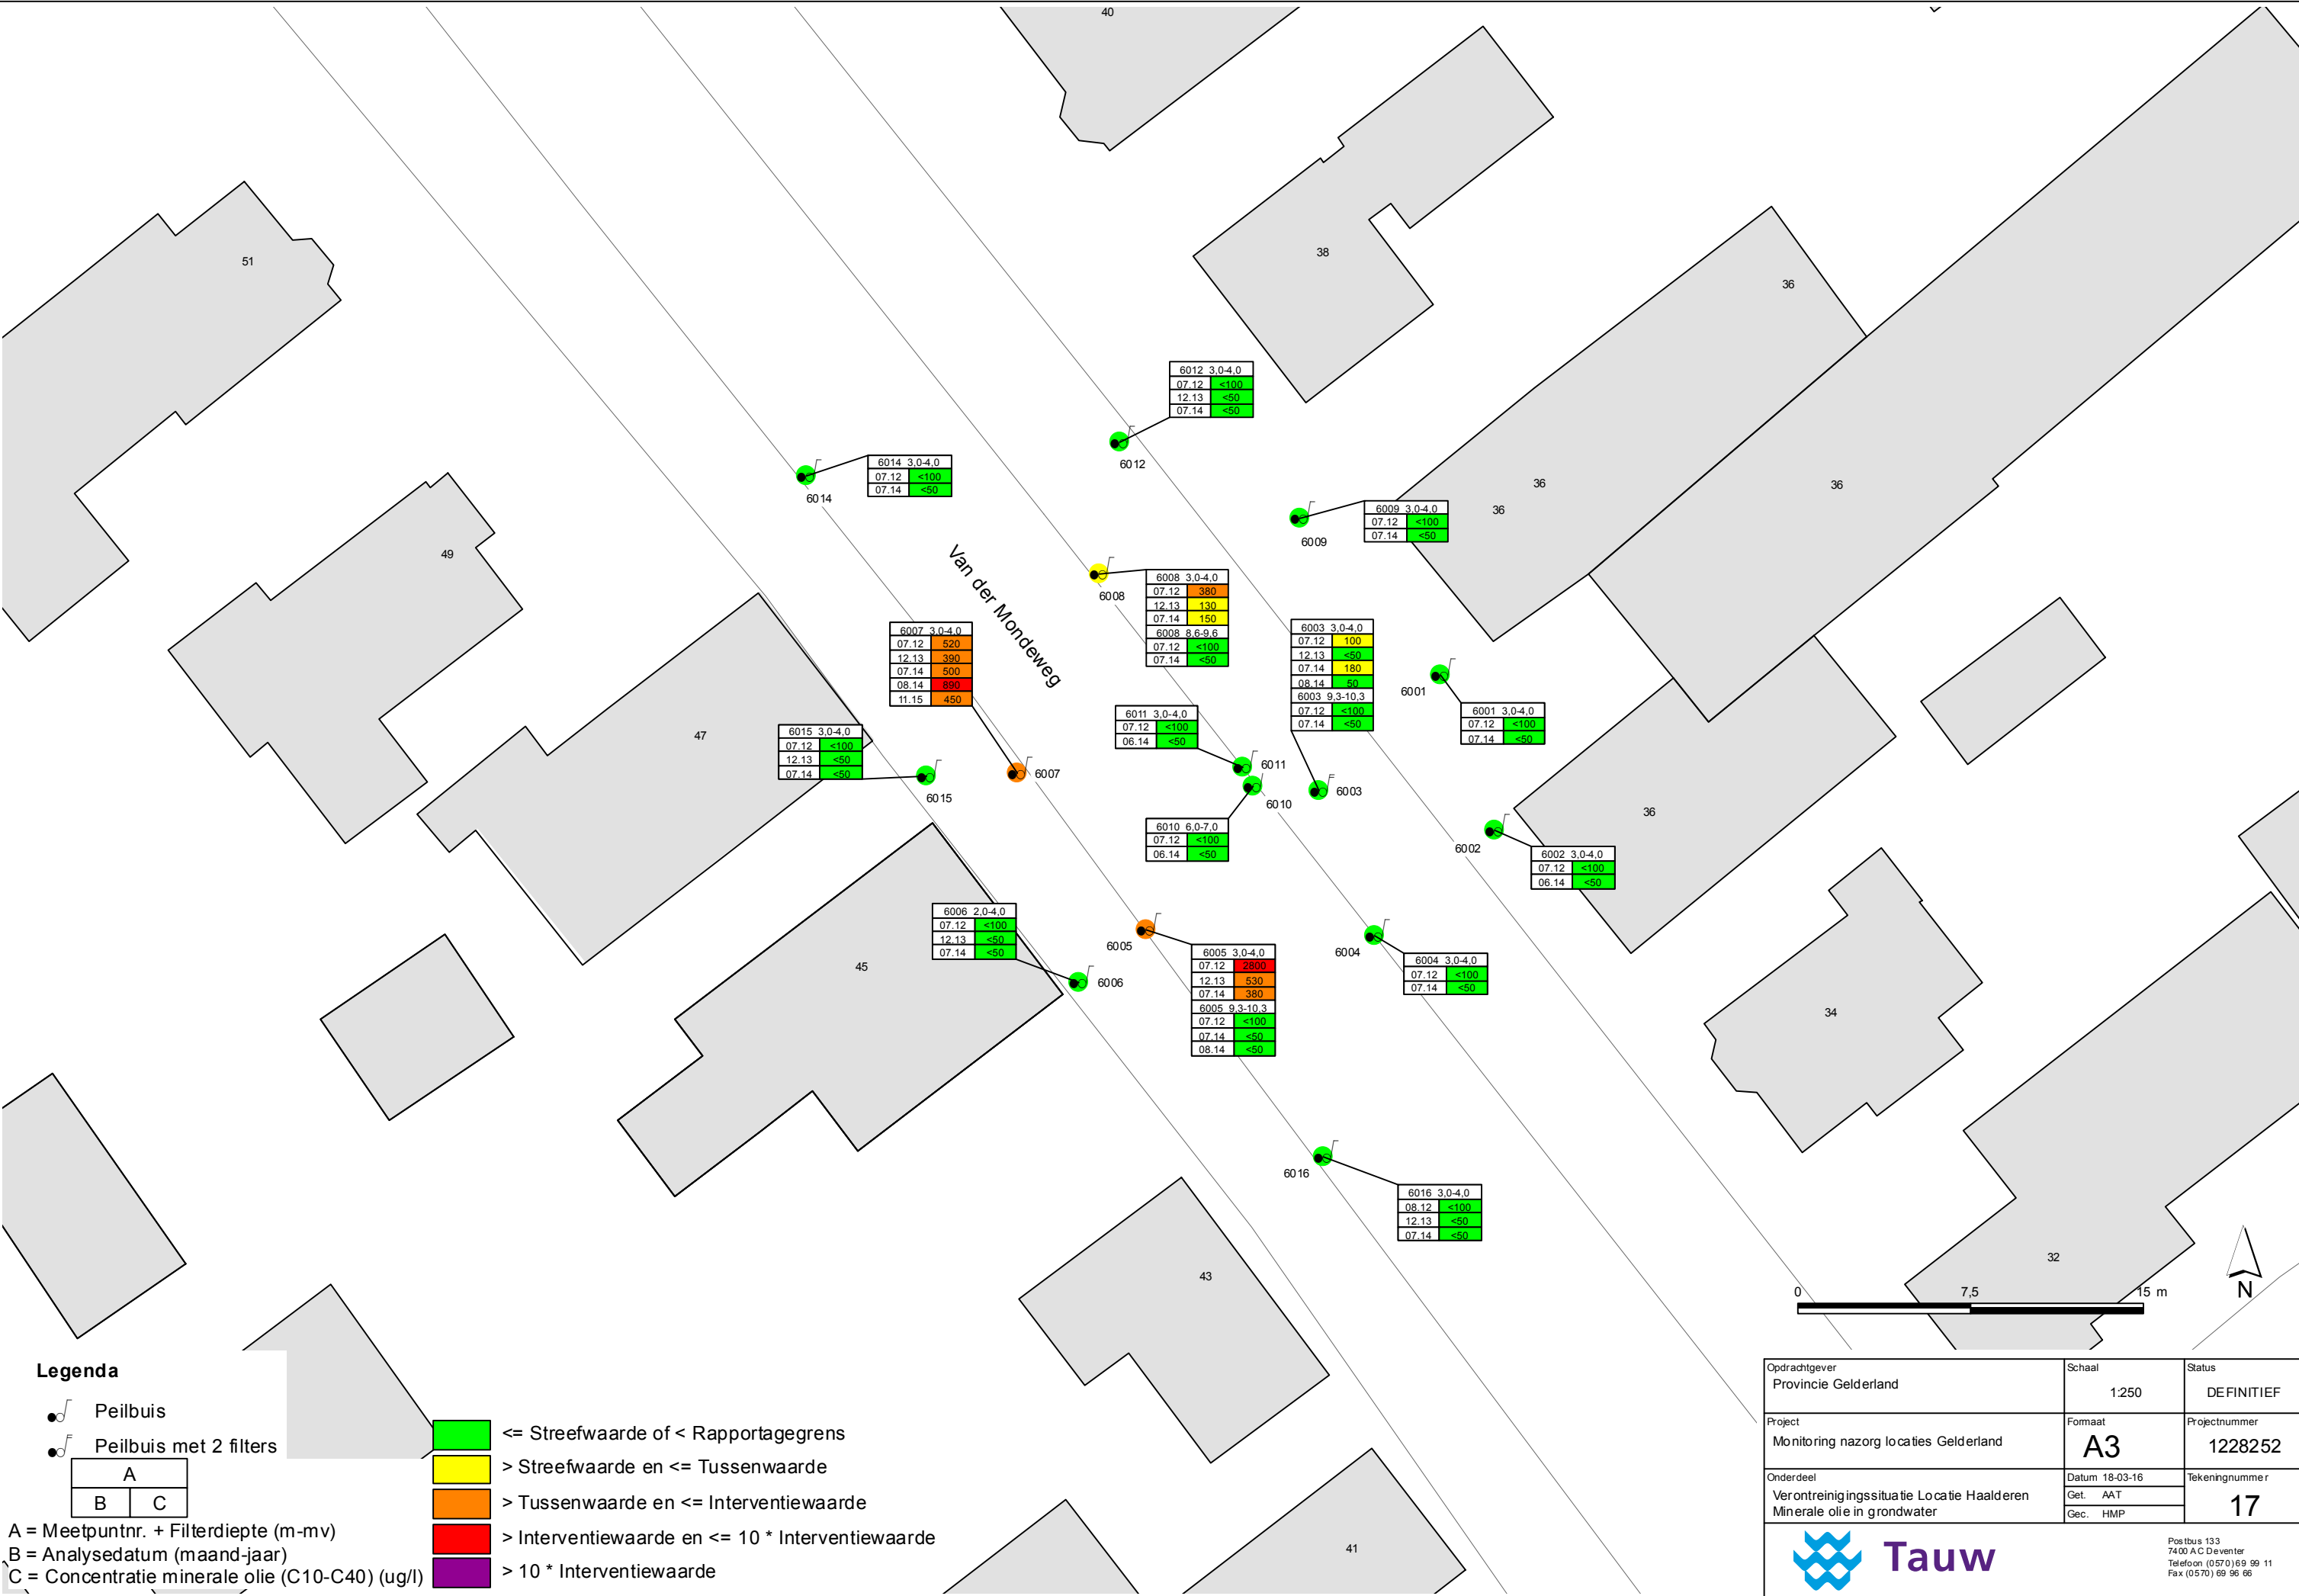 40
51
38
36
36
36
36
49
47
45
36
34
32
43
41
Van der Mondeweg
6012 3,0-4,0
07.12 <100
12.13 <50
07.14 <50
6012
6014 3,0-4,0
07.12 <100
07.14 <50
6014
6009 3,0-4,0
07.12 <100
07.14 <50
6009
6008 3,0-4,0
07.12 380
12.13 130
07.14 150
6008 8,6-9,6
07.12 <100
07.14 <50
6008
6007 3,0-4,0
07.12 520
12.13 390
07.14 500
08.14 890
11.15 450
6007
6003 3,0-4,0
07.12 100
12.13 <50
07.14 180
08.14 50
6003 9,3-10,3
07.12 <100
07.14 <50
6003
6001
6001 3,0-4,0
07.12 <100
07.14 <50
6011 3,0-4,0
07.12 <100
06.14 <50
6011
6010
6010 6,0-7,0
07.12 <100
06.14 <50
6015 3,0-4,0
07.12 <100
12.13 <50
07.14 <50
6015
6002
6002 3,0-4,0
07.12 <100
06.14 <50
6006 2,0-4,0
07.12 <100
12.13 <50
07.14 <50
6006
6005
6005 3,0-4,0
07.12 2800
12.13 530
07.14 380
6005 9,3-10,3
07.12 <100
07.14 <50
08.14 <50
6004
6004 3,0-4,0
07.12 <100
07.14 <50
6016
6016 3,0-4,0
08.12 <100
12.13 <50
07.14 <50
0 7,5 15 m
N
Legenda
Peilbuis
Peilbuis met 2 filters
A
B C
A = Meetpuntnr. + Filterdiepte (m-mv)
B = Analysedatum (maand-jaar)
C = Concentratie minerale olie (C10-C40) (ug/l)
<= Streefwaarde of < Rapportagegrens
> Streefwaarde en <= Tussenwaarde
> Tussenwaarde en <= Interventiewaarde
> Interventiewaarde en <= 10 * Interventiewaarde
> 10 * Interventiewaarde
Opdrachtgever
Provincie Gelderland
Schaal
1:250
Status
DEFINITIEF
Project
Monitoring nazorg locaties Gelderland
Formaat
A3
Projectnummer
1228252
Onderdeel
Verontreinigingssituatie Locatie Haalderen
Minerale olie in grondwater
Datum 18-03-16
Get. AAT
Gec. HMP
Tekeningnummer
17
Tauw
Postbus 133
7400 AC Deventer
Telefoon (0570) 69 99 11
Fax (0570) 69 96 66